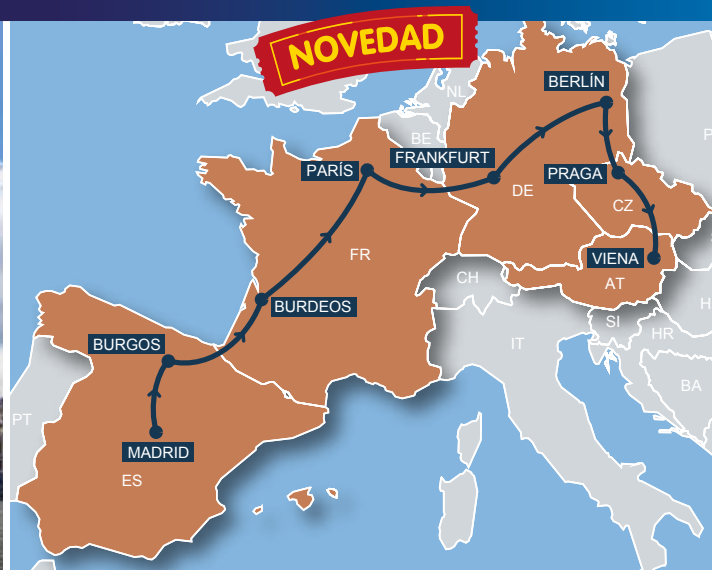 NOVEDAD
BERLÍN
NL
BE
FRANKFURT
PARÍS
PRAGA
DE
CZ
FR
VIENA
CH
AT
BURDEOS
SI
HR
BURGOS
IT
BA
PT
MADRID
ES